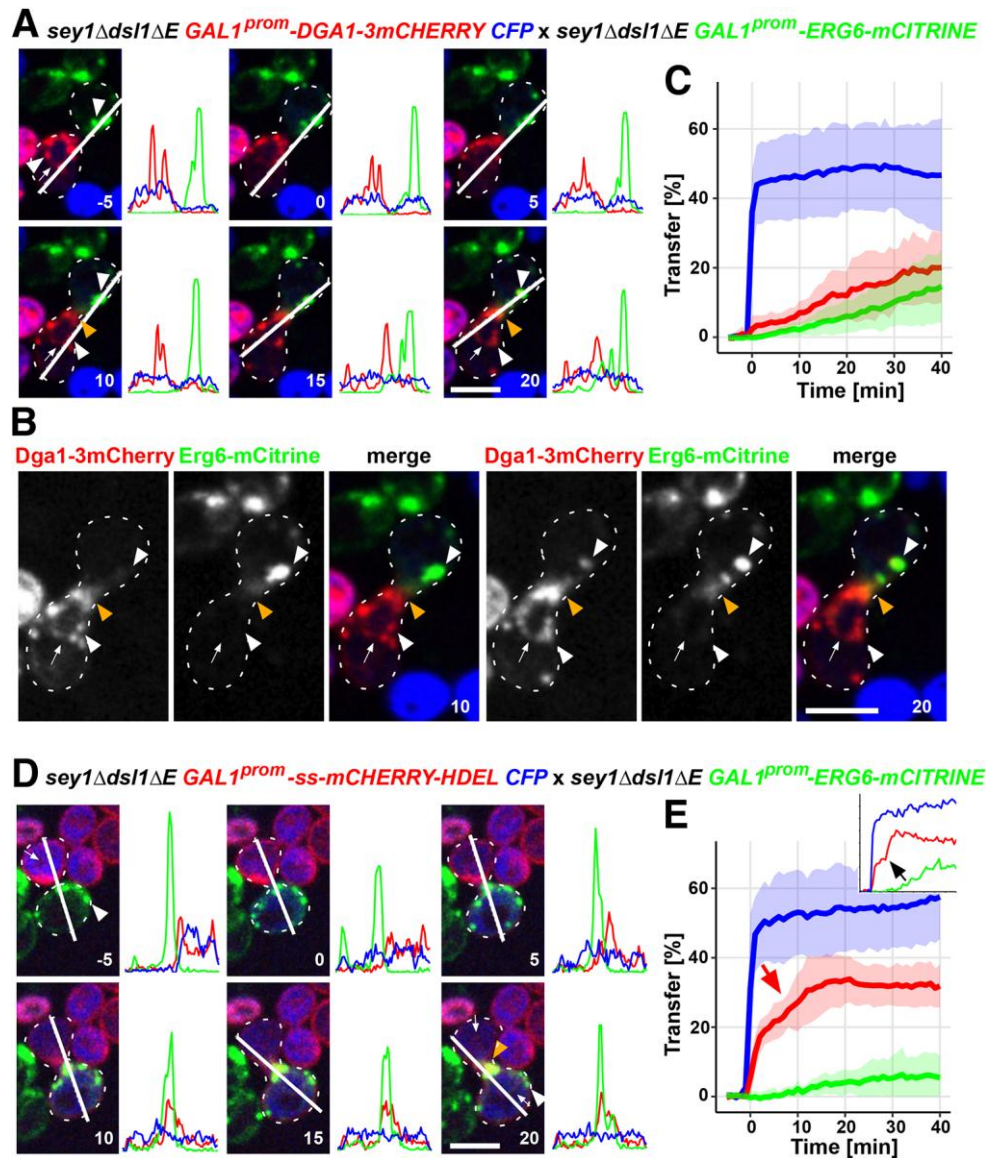 A sey1Δdsl1ΔE GAL1prom-DGA1-3mCHERRY CFP x sey1Δdsl1ΔE GAL1prom-ERG6-mCITRINE
-5 0 5
10 15 20
C
Transfer [%]
60
40
20
0
0 10 20 30 40
Time [min]
B
Dga1-3mCherry Erg6-mCitrine merge Dga1-3mCherry Erg6-mCitrine merge
10 20
D sey1Δdsl1ΔE GAL1prom-ss-mCHERRY-HDEL CFP x sey1Δdsl1ΔE GAL1prom-ERG6-mCITRINE
-5 0 5
10 15 20
E
Transfer [%]
60
40
20
0
0 10 20 30 40
Time [min]